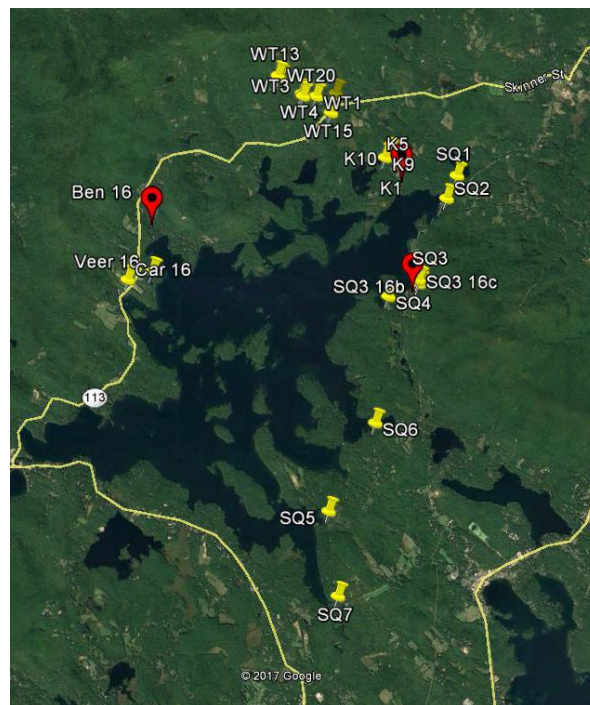 WT13
WT3 WT20
WT4 WT1
WT15
Skinner St
K5
K10 K9
K1
SQ1
SQ2
Ben 16
Veer 16
Car 16
SQ3
SQ3 16b SQ3 16c
SQ4
113
SQ6
SQ5
SQ7
© 2017 Google